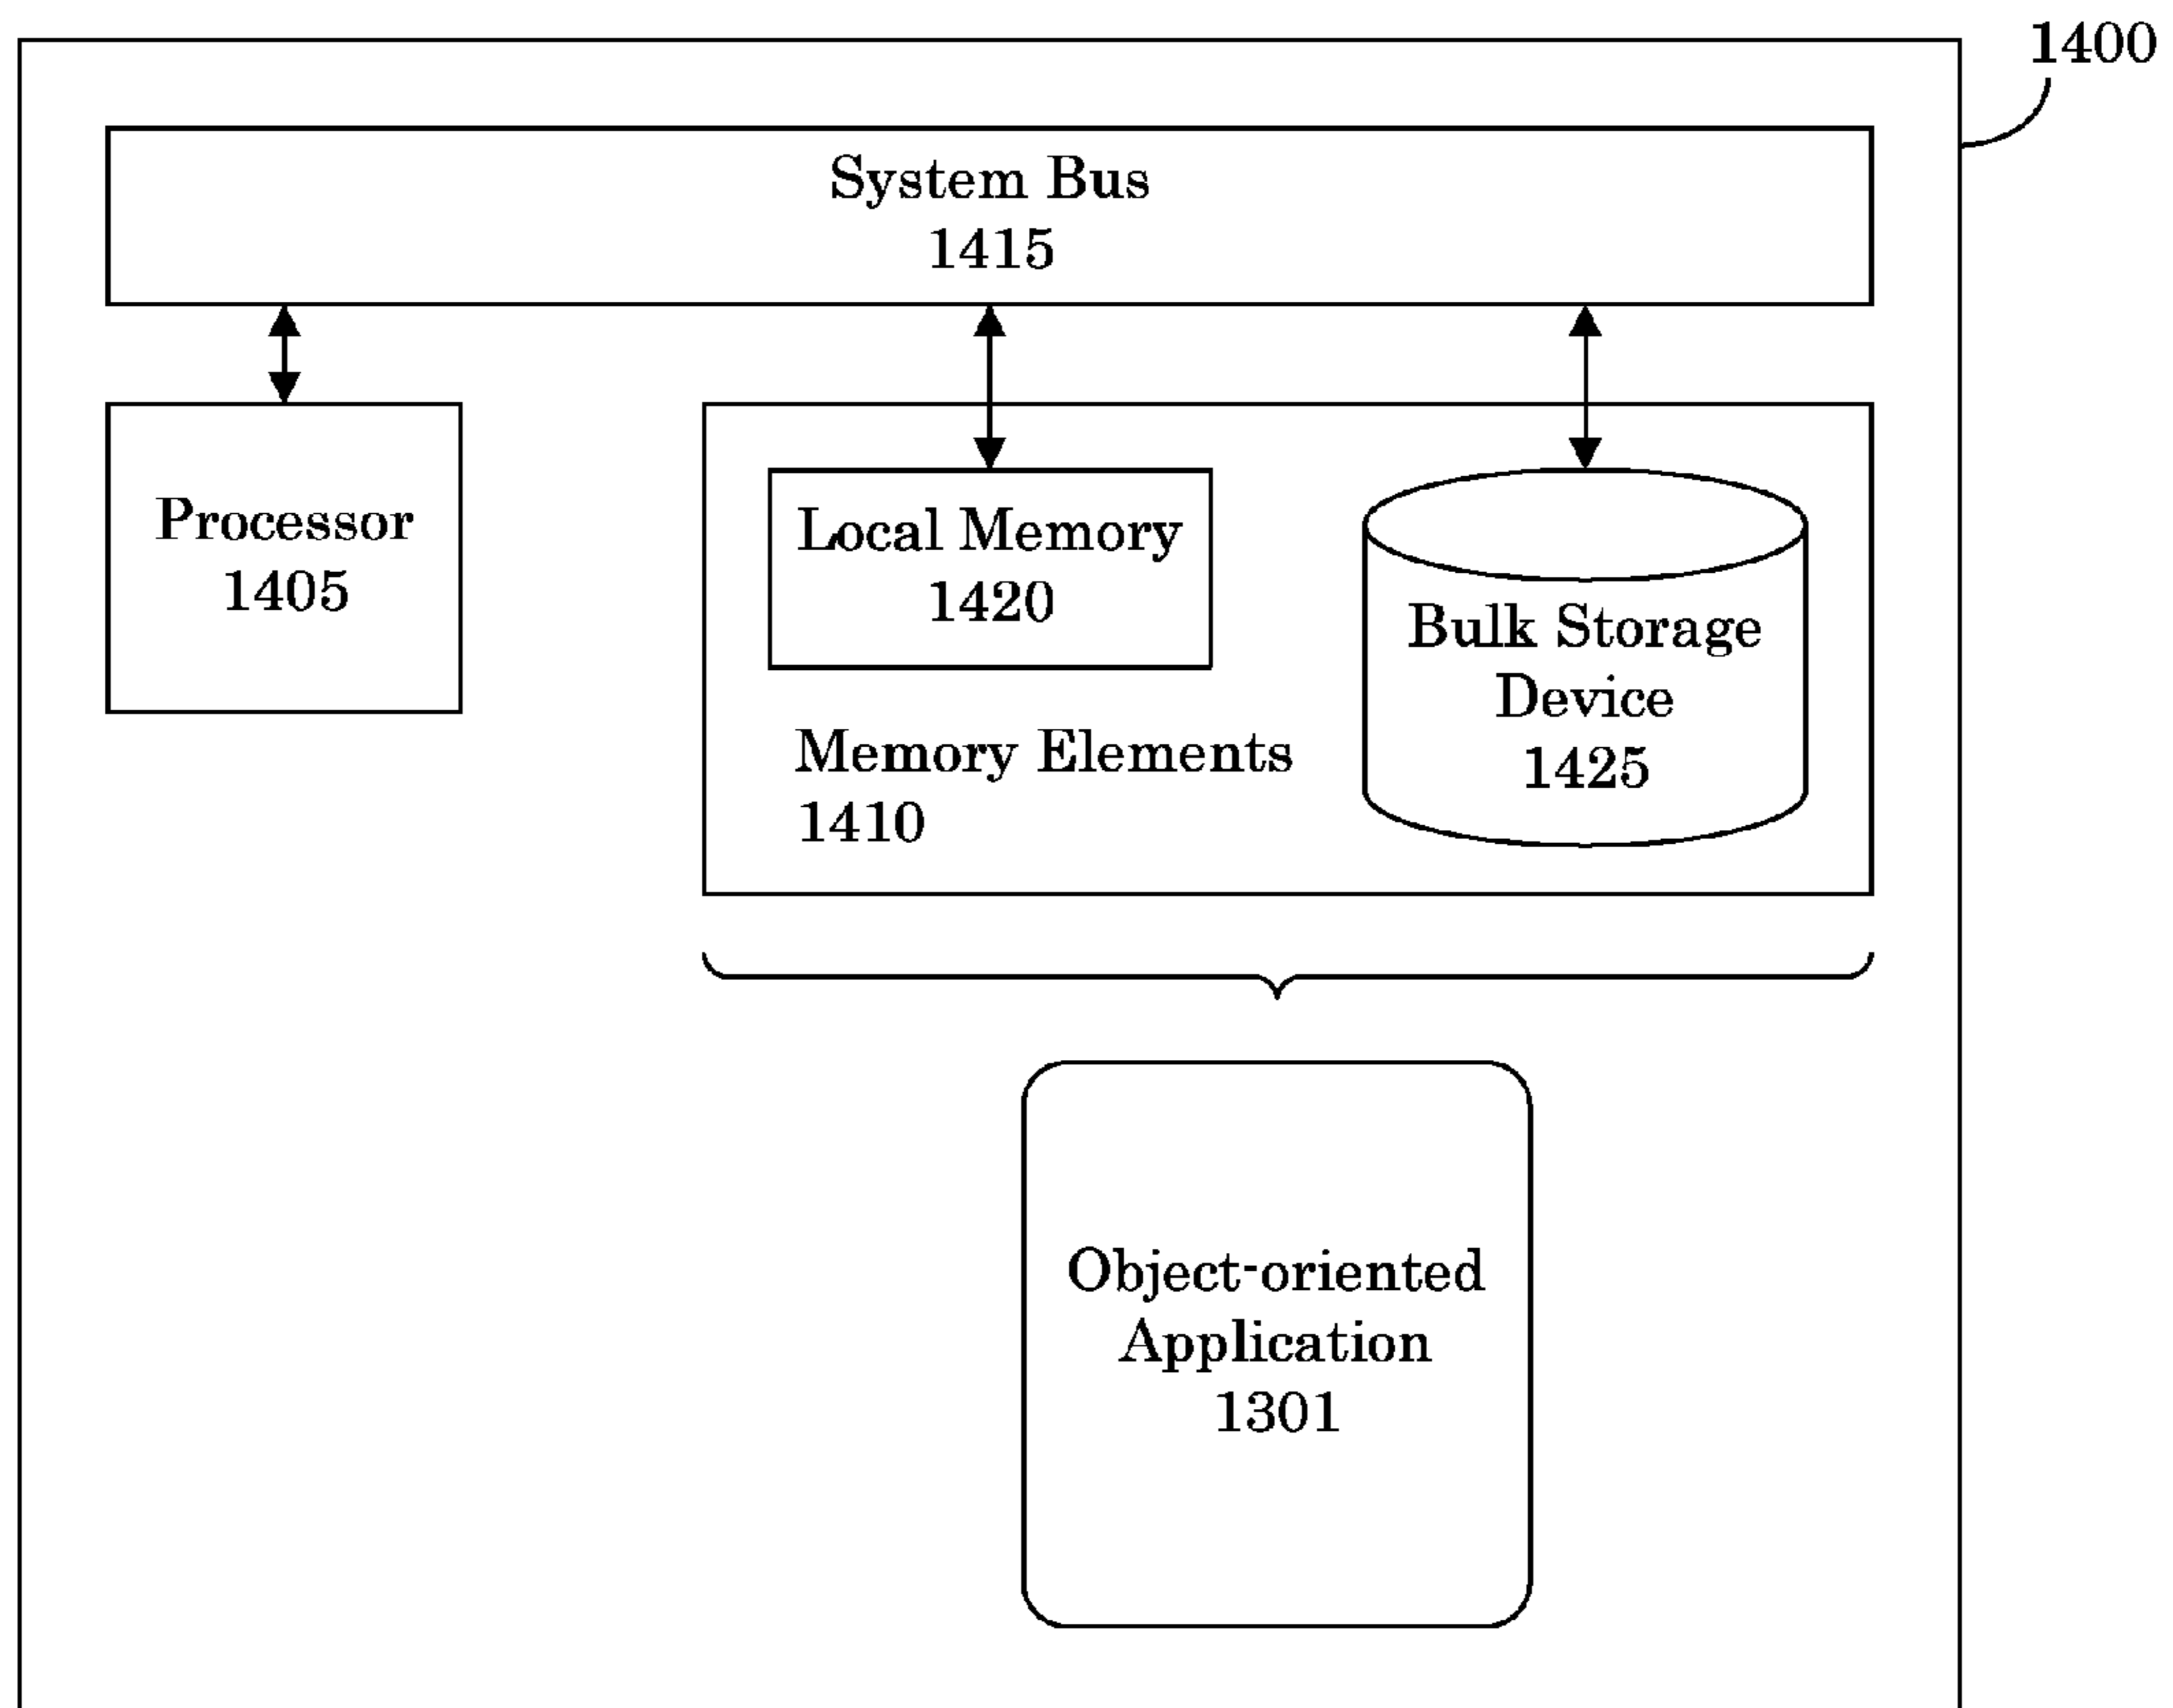 1400
System Bus
1415
Processor
1405
Local Memory
1420
Bulk Storage
Device
1425
Memory Elements
1410
Object-oriented
Application
1301